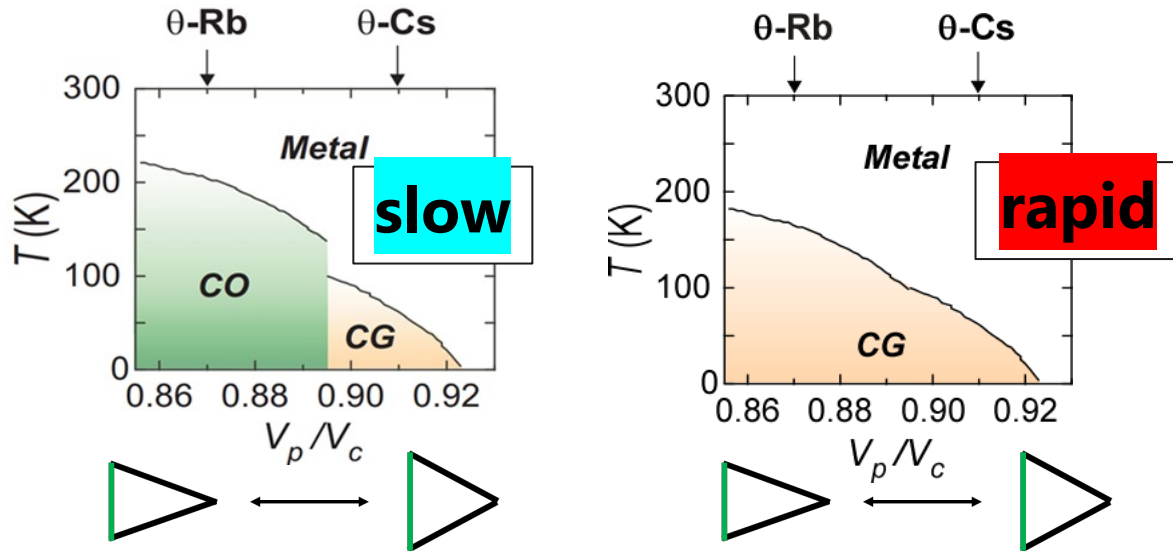 θ-Rb θ-Cs
300
200
100
0
T (K)
Metal
slow
CO
CG
0.86 0.88 0.90 0.92
Vp /Vc
θ-Rb θ-Cs
300
200
100
0
T (K)
Metal
rapid
CG
0.86 0.88 0.90 0.92
Vp /Vc